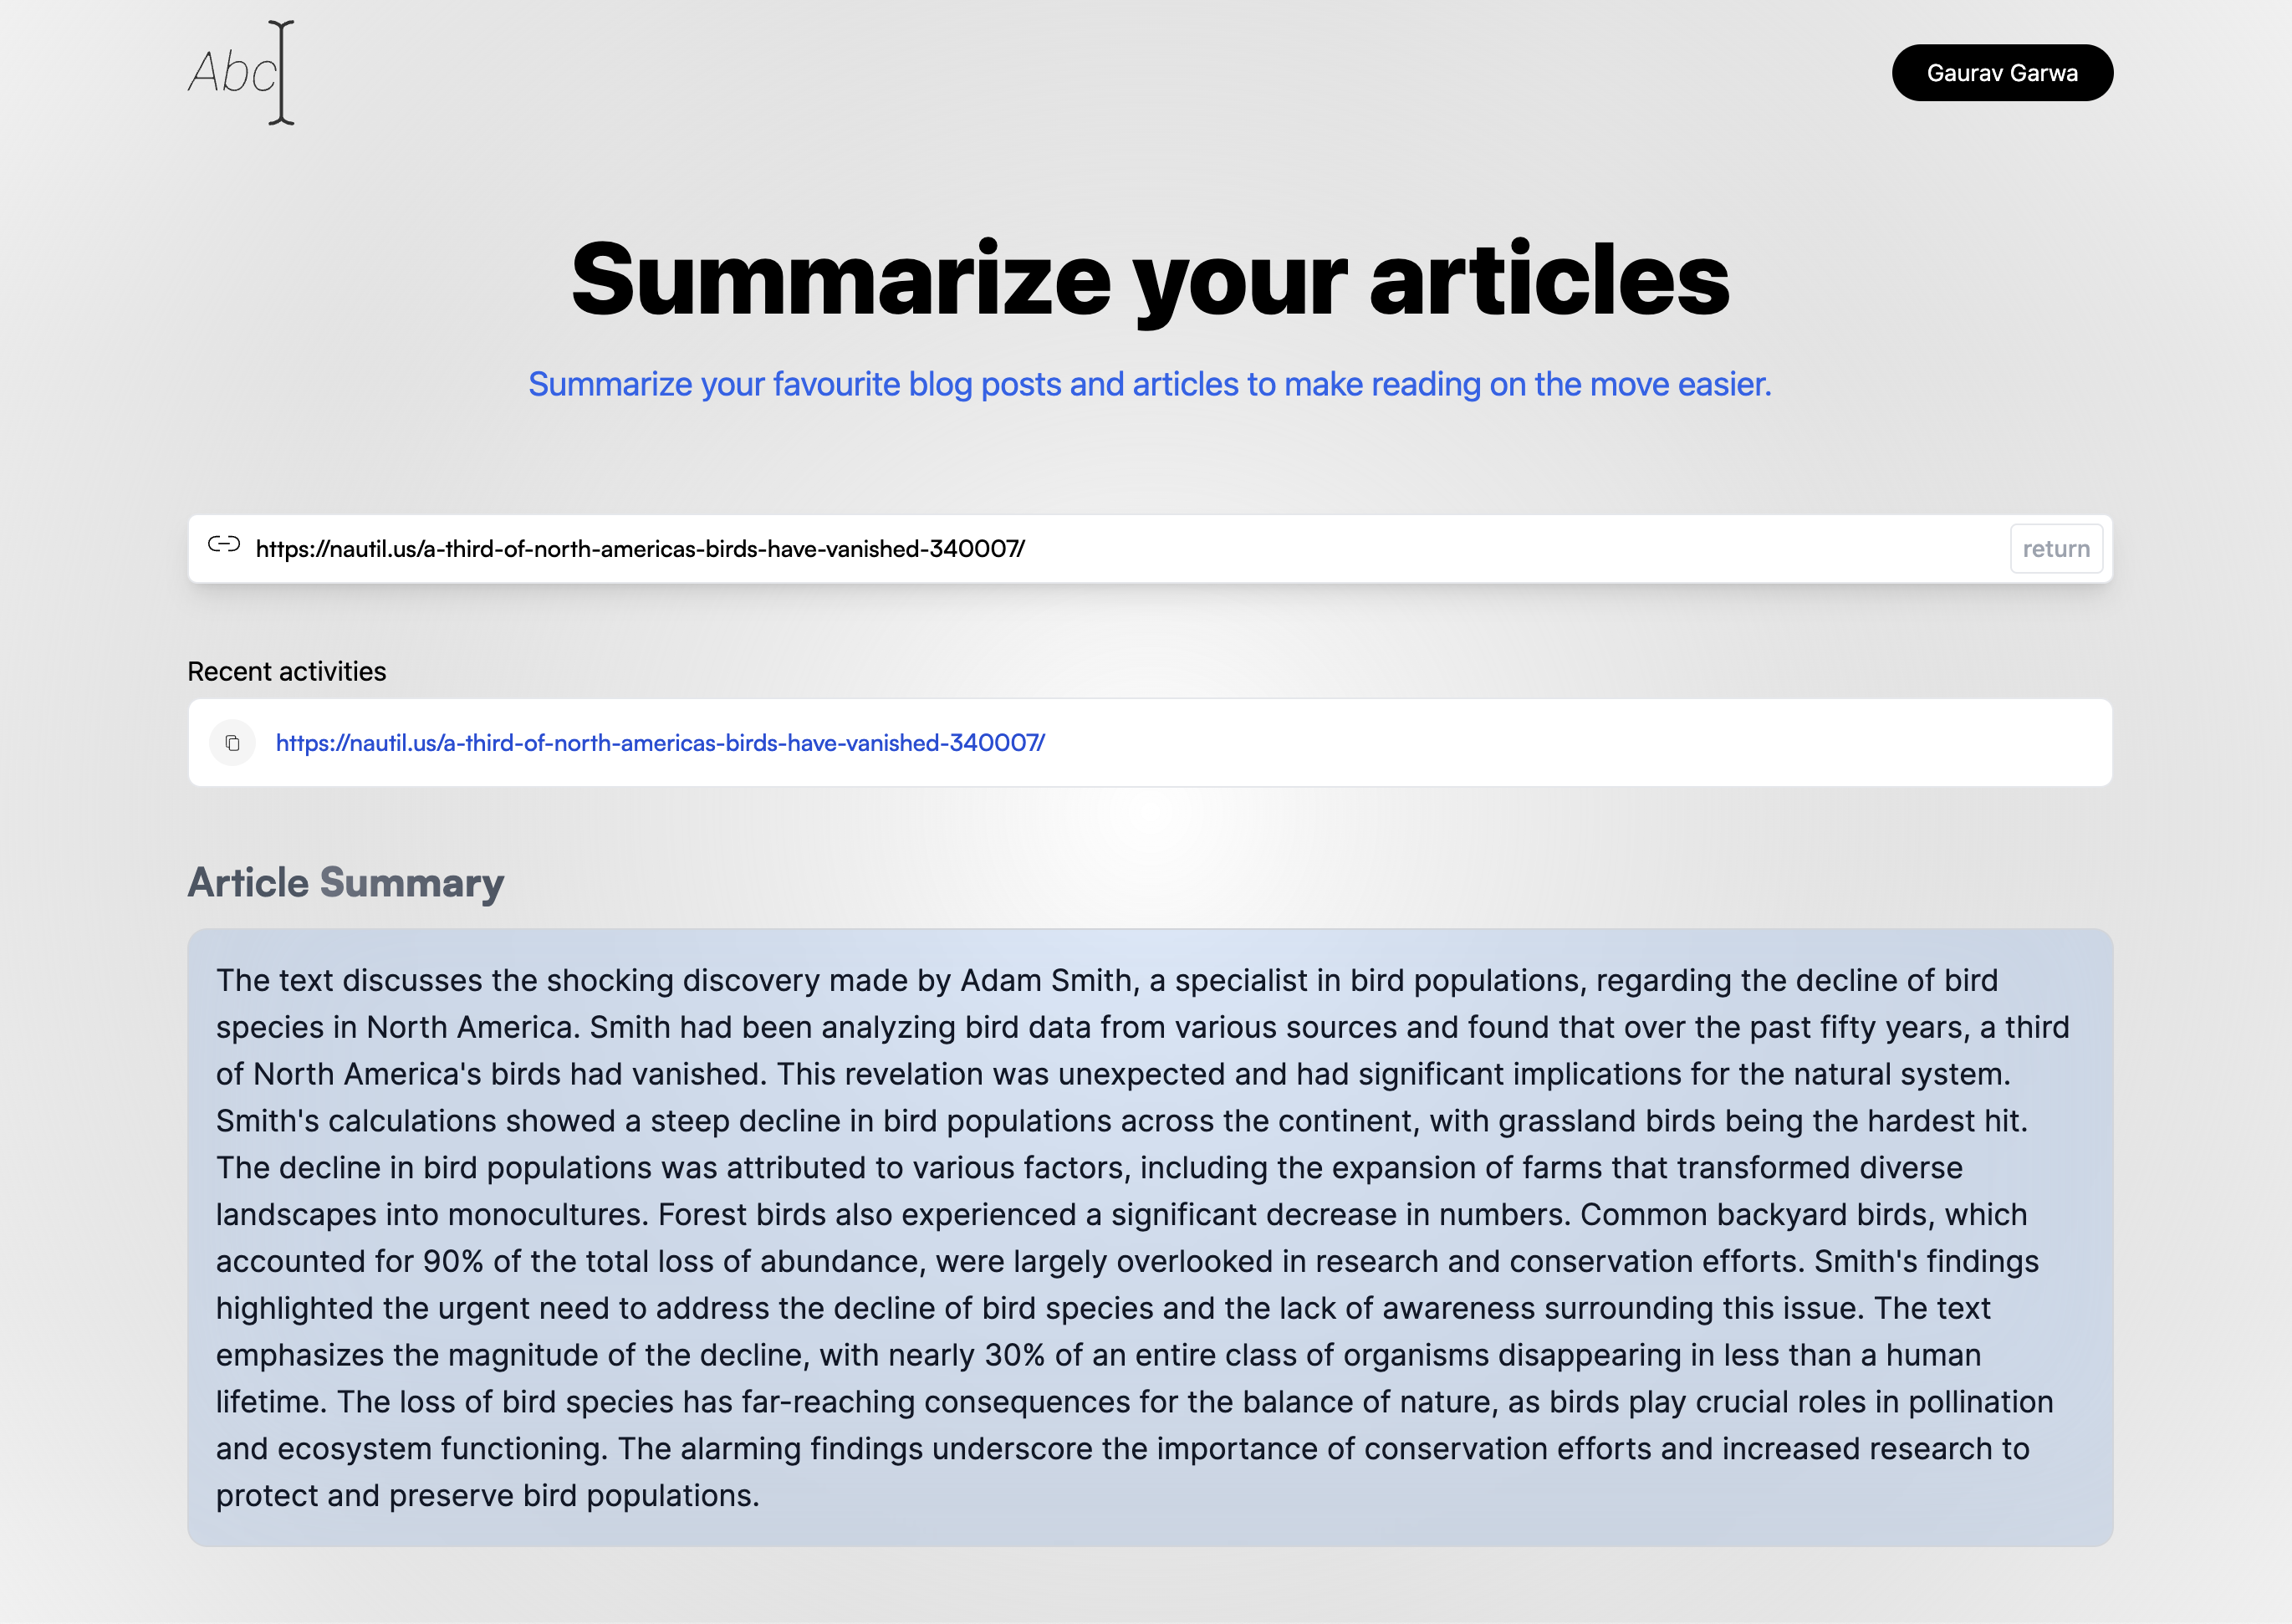 Abc
Gaurav Garwa
Summarize your articles
Summarize your favourite blog posts and articles to make reading on the move easier.
https://nautil.us/a-third-of-north-americas-birds-have-vanished-340007/
return
Recent activities
https://nautil.us/a-third-of-north-americas-birds-have-vanished-340007/
Article Summary
The text discusses the shocking discovery made by Adam Smith, a specialist in bird populations, regarding the decline of bird
species in North America. Smith had been analyzing bird data from various sources and found that over the past fifty years, a third
of North America's birds had vanished. This revelation was unexpected and had significant implications for the natural system.
Smith's calculations showed a steep decline in bird populations across the continent, with grassland birds being the hardest hit.
The decline in bird populations was attributed to various factors, including the expansion of farms that transformed diverse
landscapes into monocultures. Forest birds also experienced a significant decrease in numbers. Common backyard birds, which
accounted for 90% of the total loss of abundance, were largely overlooked in research and conservation efforts. Smith's findings
highlighted the urgent need to address the decline of bird species and the lack of awareness surrounding this issue. The text
emphasizes the magnitude of the decline, with nearly 30% of an entire class of organisms disappearing in less than a human
lifetime. The loss of bird species has far-reaching consequences for the balance of nature, as birds play crucial roles in pollination
and ecosystem functioning. The alarming findings underscore the importance of conservation efforts and increased research to
protect and preserve bird populations.